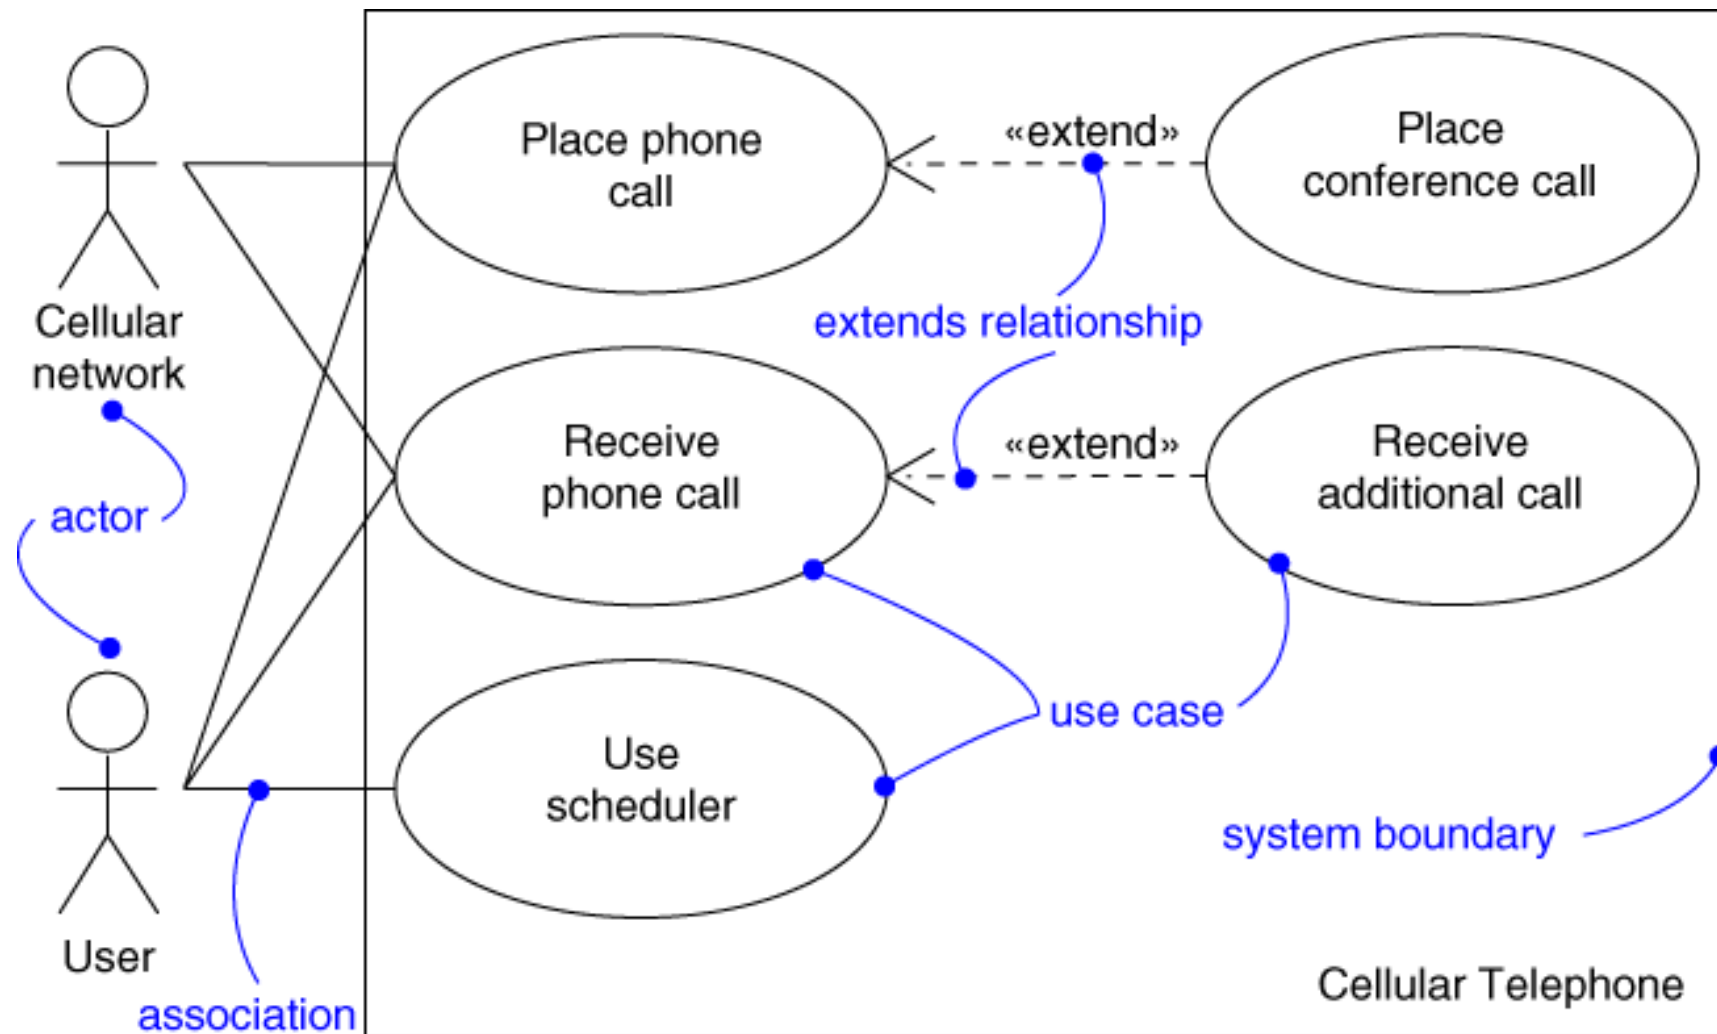 Place phone
call
«extend»
Place
conference call
Cellular
network
extends relationship
Receive
phone call
«extend»
Receive
additional call
actor
use case
Use
scheduler
system boundary
User
association
Cellular Telephone